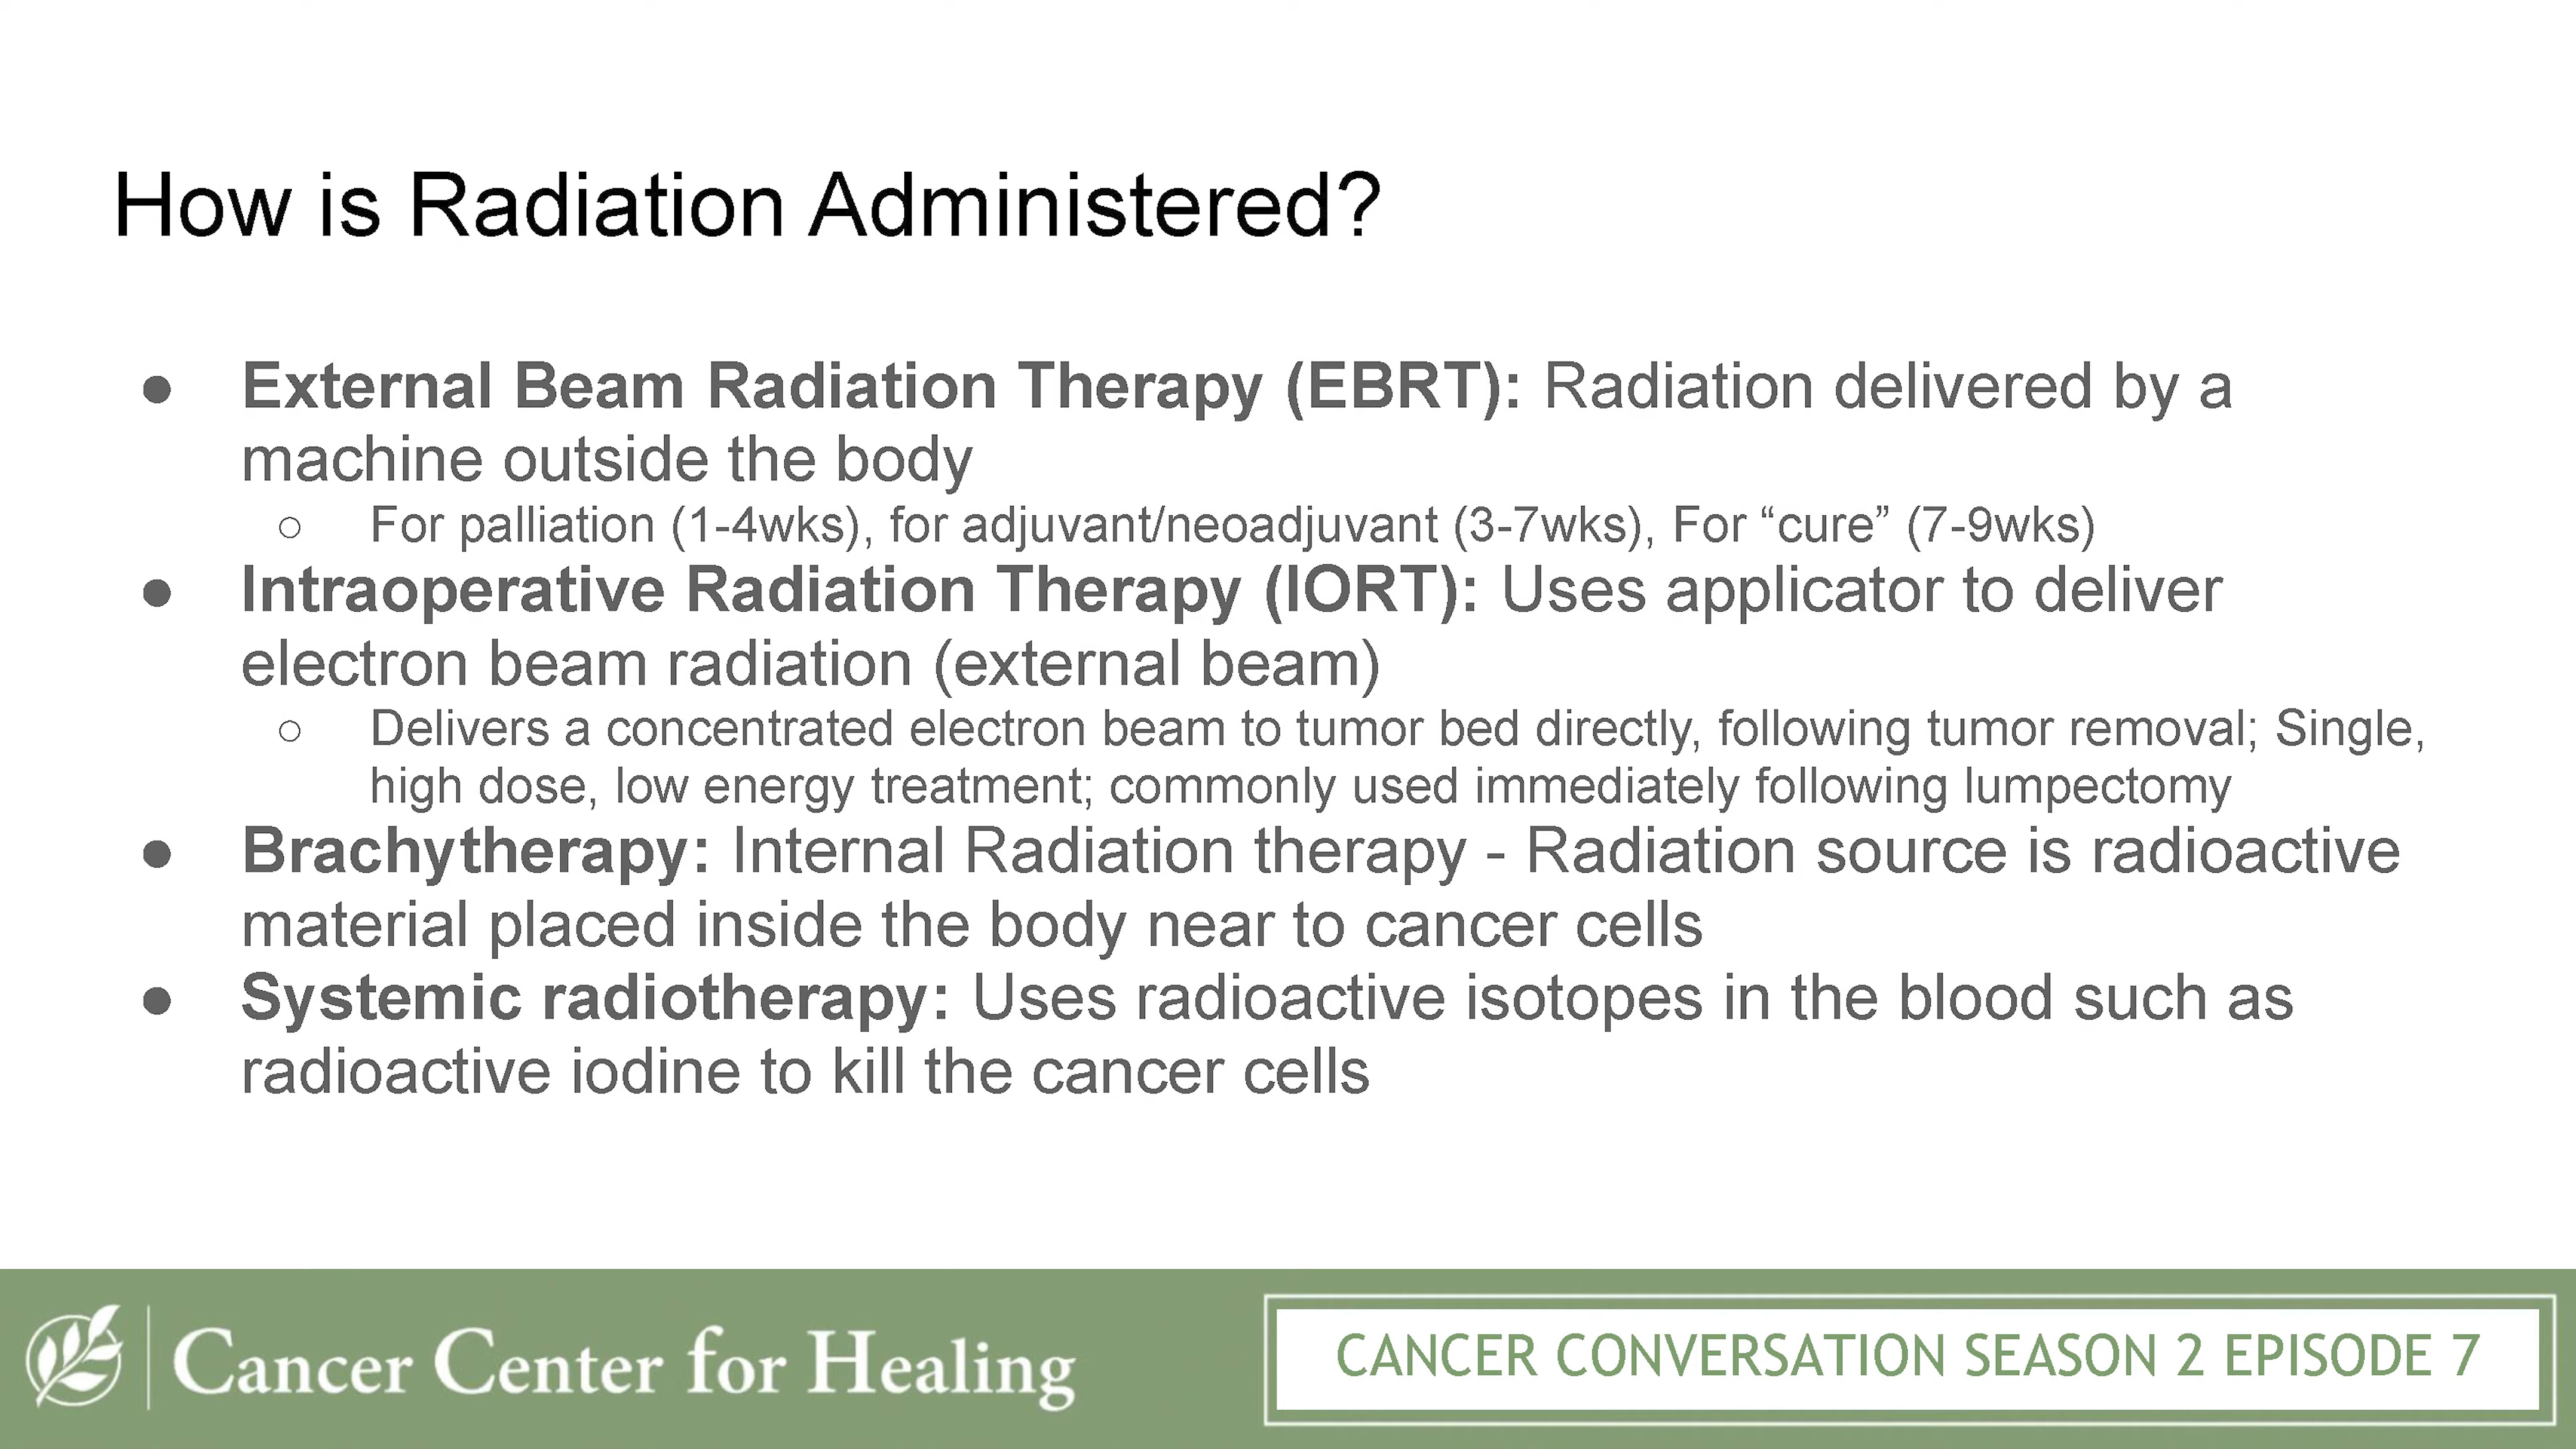 How is Radiation Administered?
● External Beam Radiation Therapy (EBRT): Radiation delivered by a
machine outside the body
○ For palliation (1-4wks), for adjuvant/neoadjuvant (3-7wks), For “cure” (7-9wks)
● Intraoperative Radiation Therapy (IORT): Uses applicator to deliver
electron beam radiation (external beam)
○ Delivers a concentrated electron beam to tumor bed directly, following tumor removal; Single,
high dose, low energy treatment; commonly used immediately following lumpectomy
● Brachytherapy: Internal Radiation therapy - Radiation source is radioactive
material placed inside the body near to cancer cells
● Systemic radiotherapy: Uses radioactive isotopes in the blood such as
radioactive iodine to kill the cancer cells
Cancer Center for Healing
CANCER CONVERSATION SEASON 2 EPISODE 7